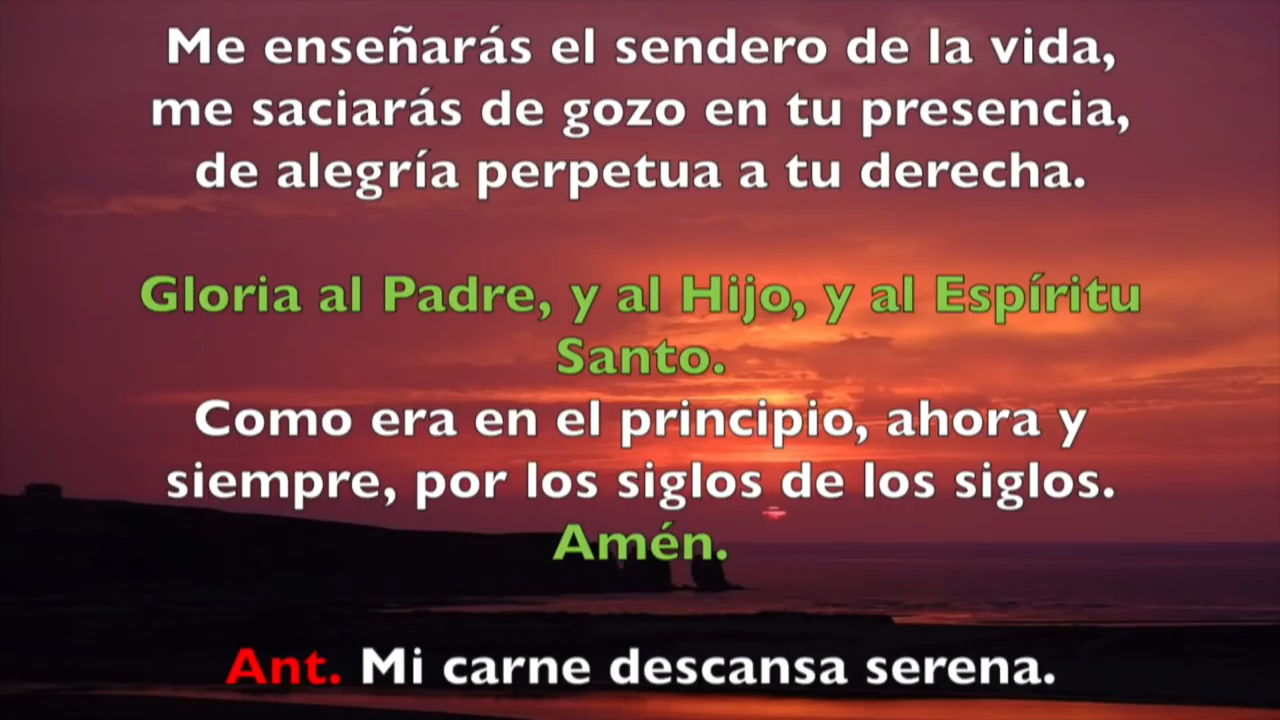 Me enseñarás el sendero de la vida,
me saciarás de gozo en tu presencia,
de alegría perpetua a tu derecha.
Gloria al Padre, y al Hijo, y al Espíritu
Santo.
Como era en el principio, ahora y
siempre, por los siglos de los siglos.
Amén.
Ant. Mi carne descansa serena.